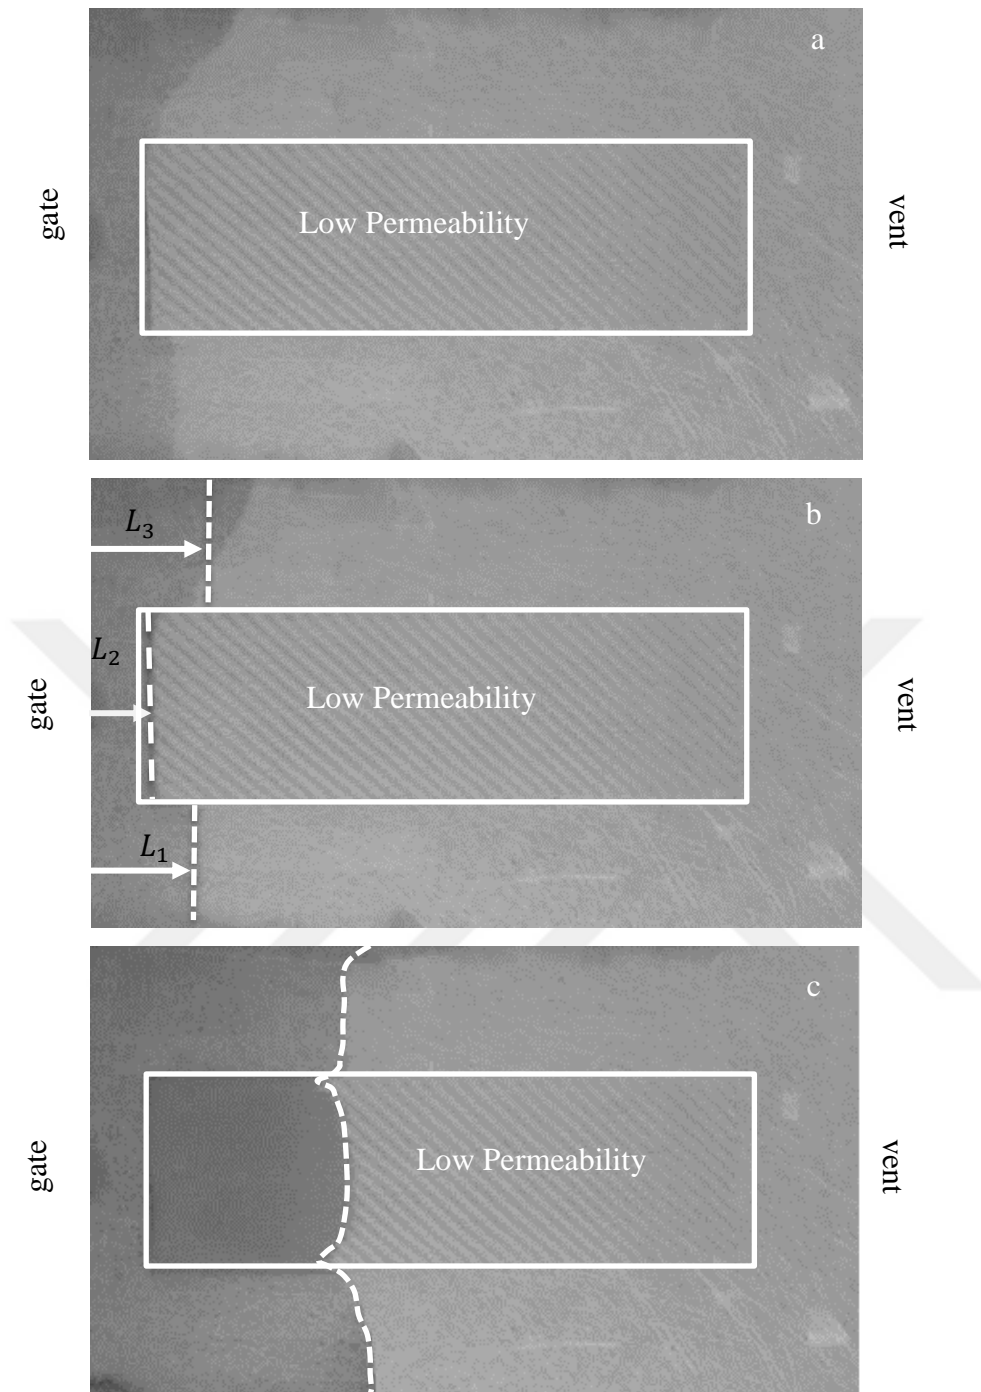 a
gate
Low Permeability
vent
b
L₃
L₂
gate
Low Permeability
vent
L₁
c
gate
Low Permeability
vent